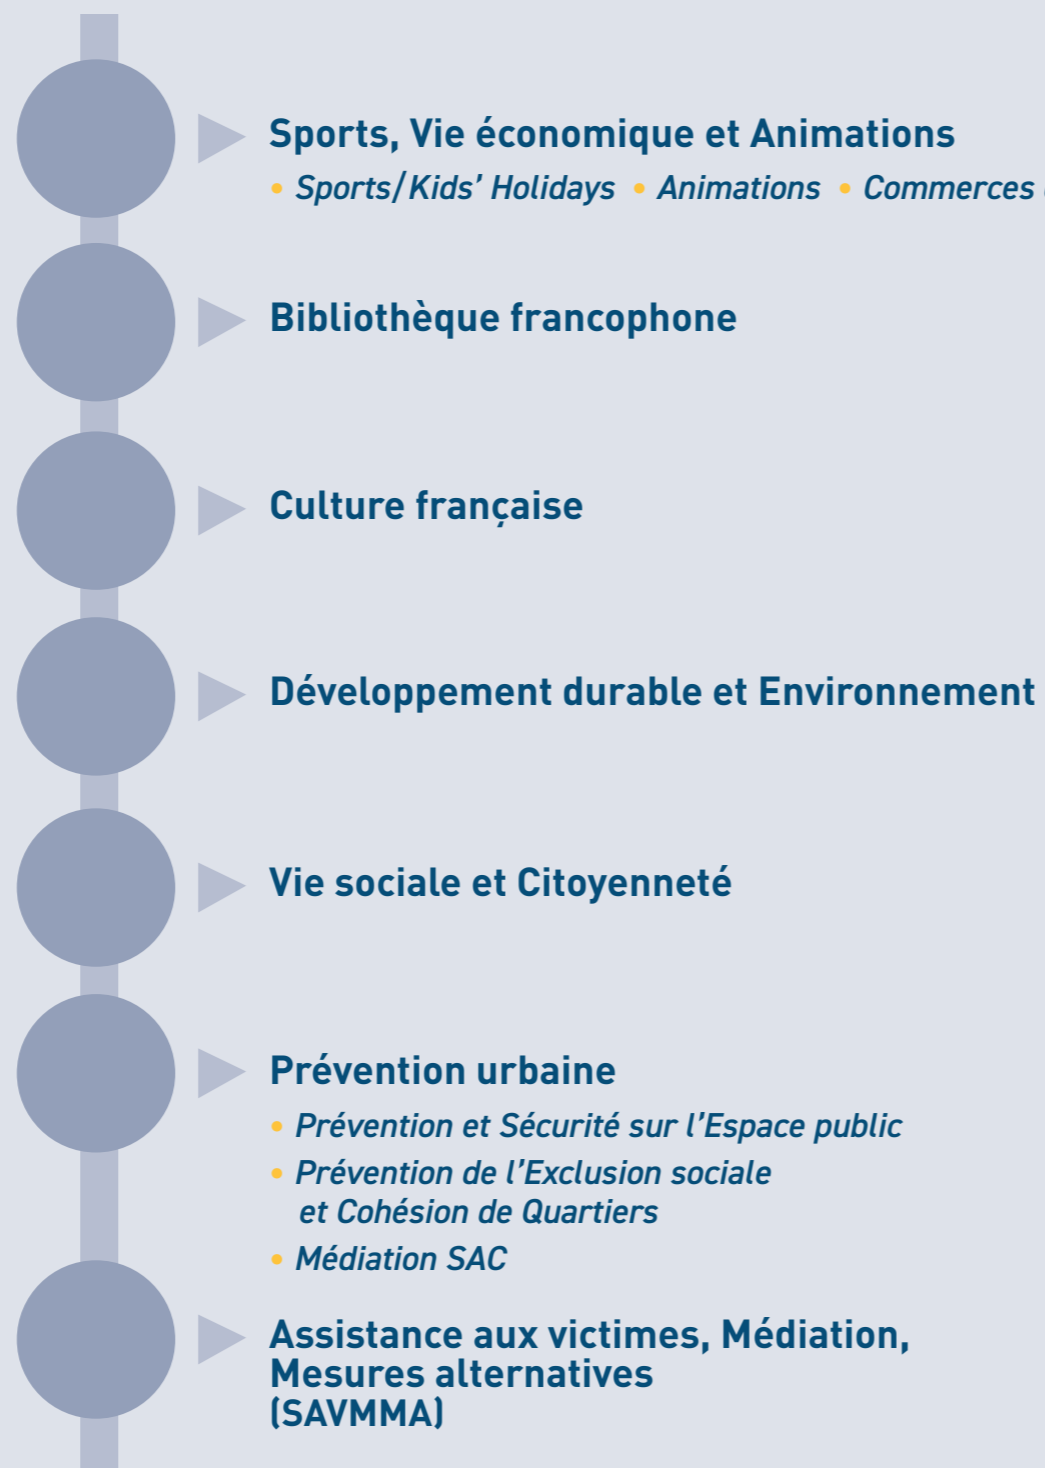 Sports, Vie économique et Animations
• Sports/Kids’ Holidays • Animations • Commerces
Bibliothèque francophone
Culture française
Développement durable et Environnement
Vie sociale et Citoyenneté
Prévention urbaine
• Prévention et Sécurité sur l’Espace public
• Prévention de l’Exclusion sociale
et Cohésion de Quartiers
• Médiation SAC
Assistance aux victimes, Médiation,
Mesures alternatives
(SAVMMA)